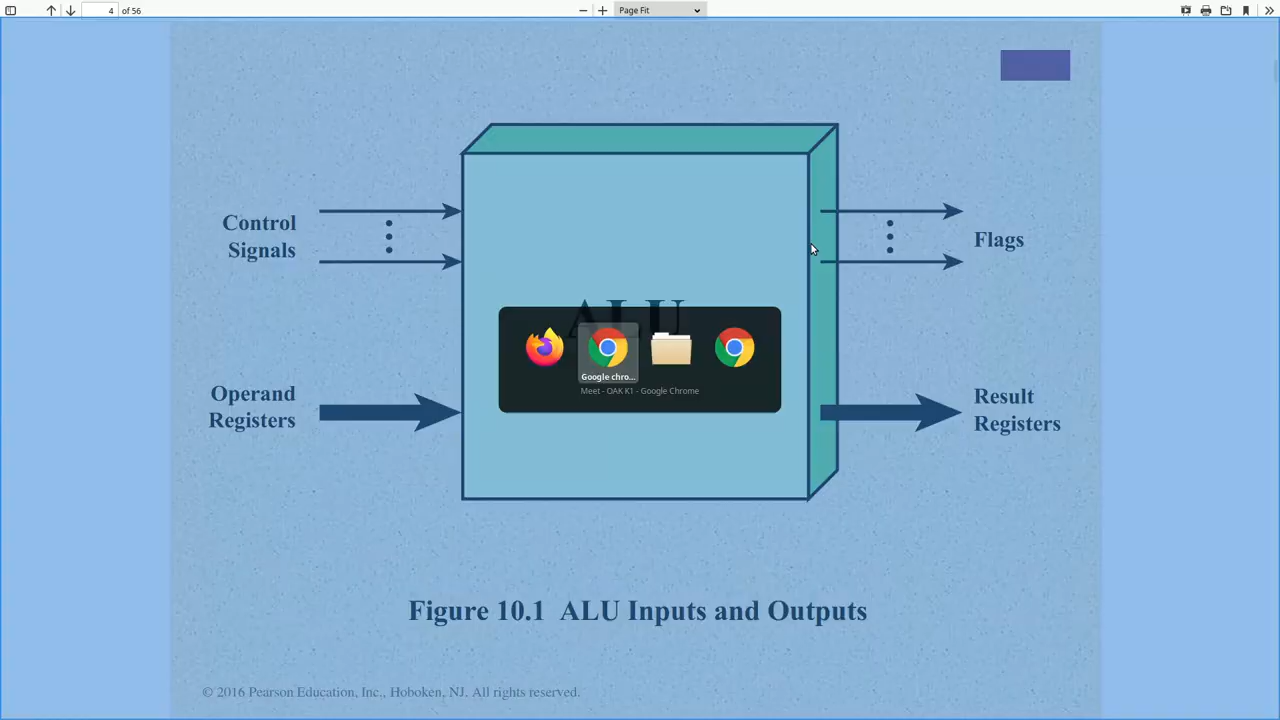 4 of 56 Page Fit
Control
Signals
Flags
ALU
Google chro...
Meet - OAK K1 - Google Chrome
Operand
Registers
Result
Registers
Figure 10.1 ALU Inputs and Outputs
© 2016 Pearson Education, Inc., Hoboken, NJ. All rights reserved.